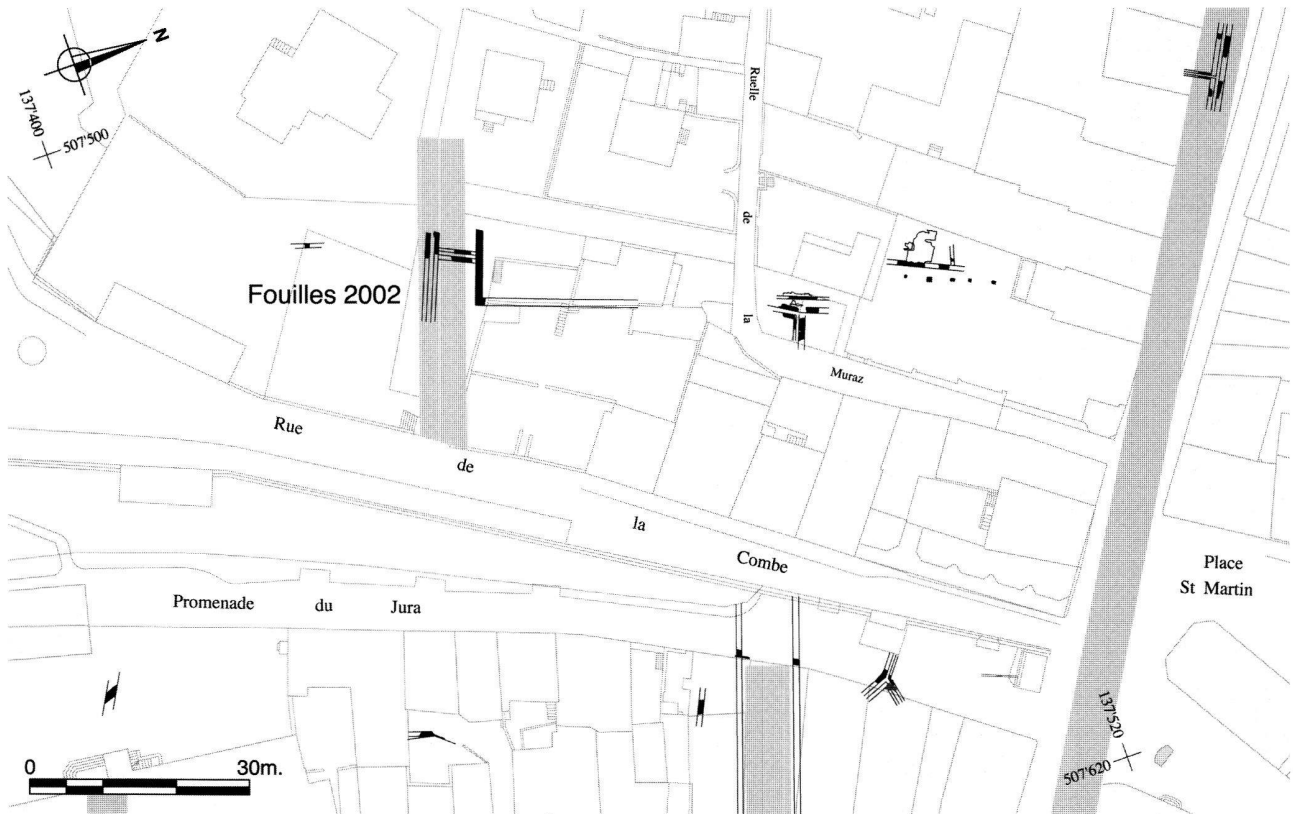 N
137'400
507'500
Ruelle
de
la
Muraz
Fouilles 2002
Rue
de
la
Combe
Place
St Martin
Promenade du Jura
137'520
507'620
0 30m.